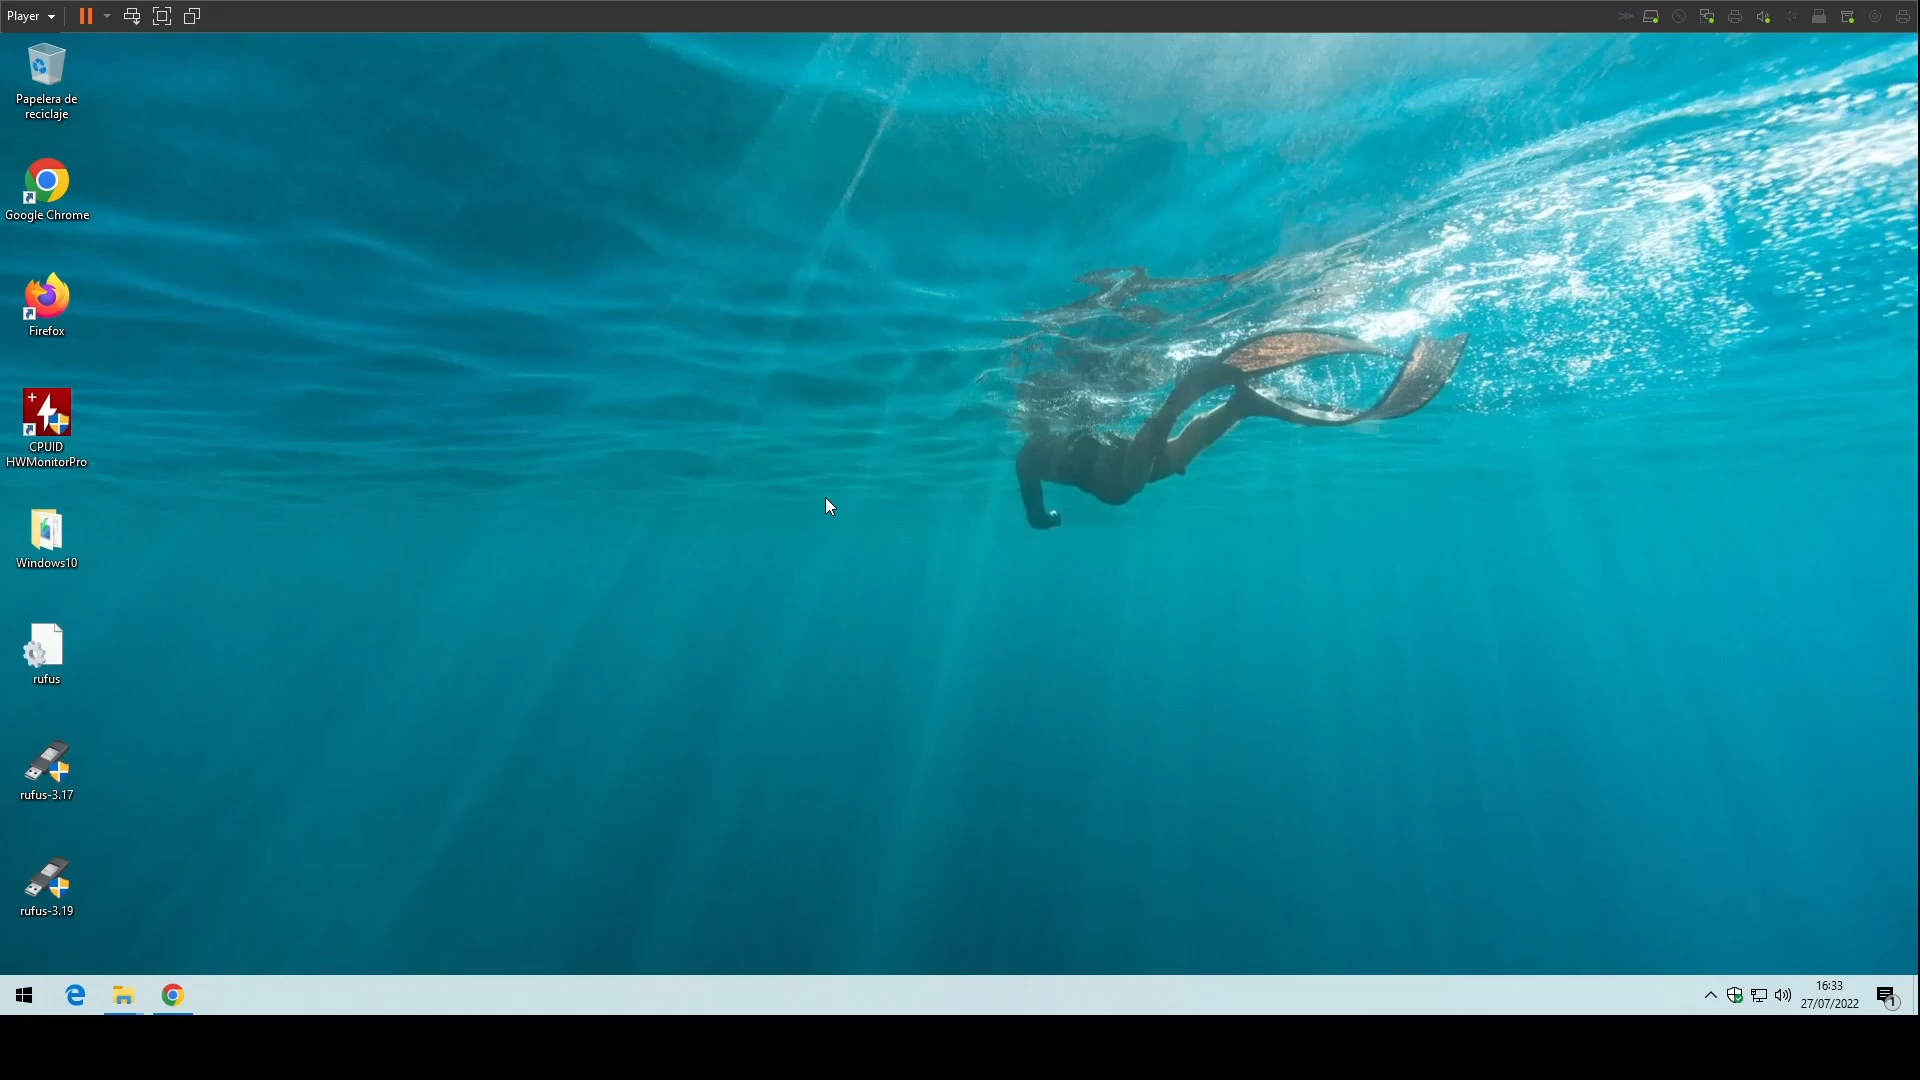 Player
Papelera de
reciclaje
Google Chrome
Firefox
CPUID
HWMonitorPro
Windows10
rufus
rufus-3.17
rufus-3.19
16:33
27/07/2022
1